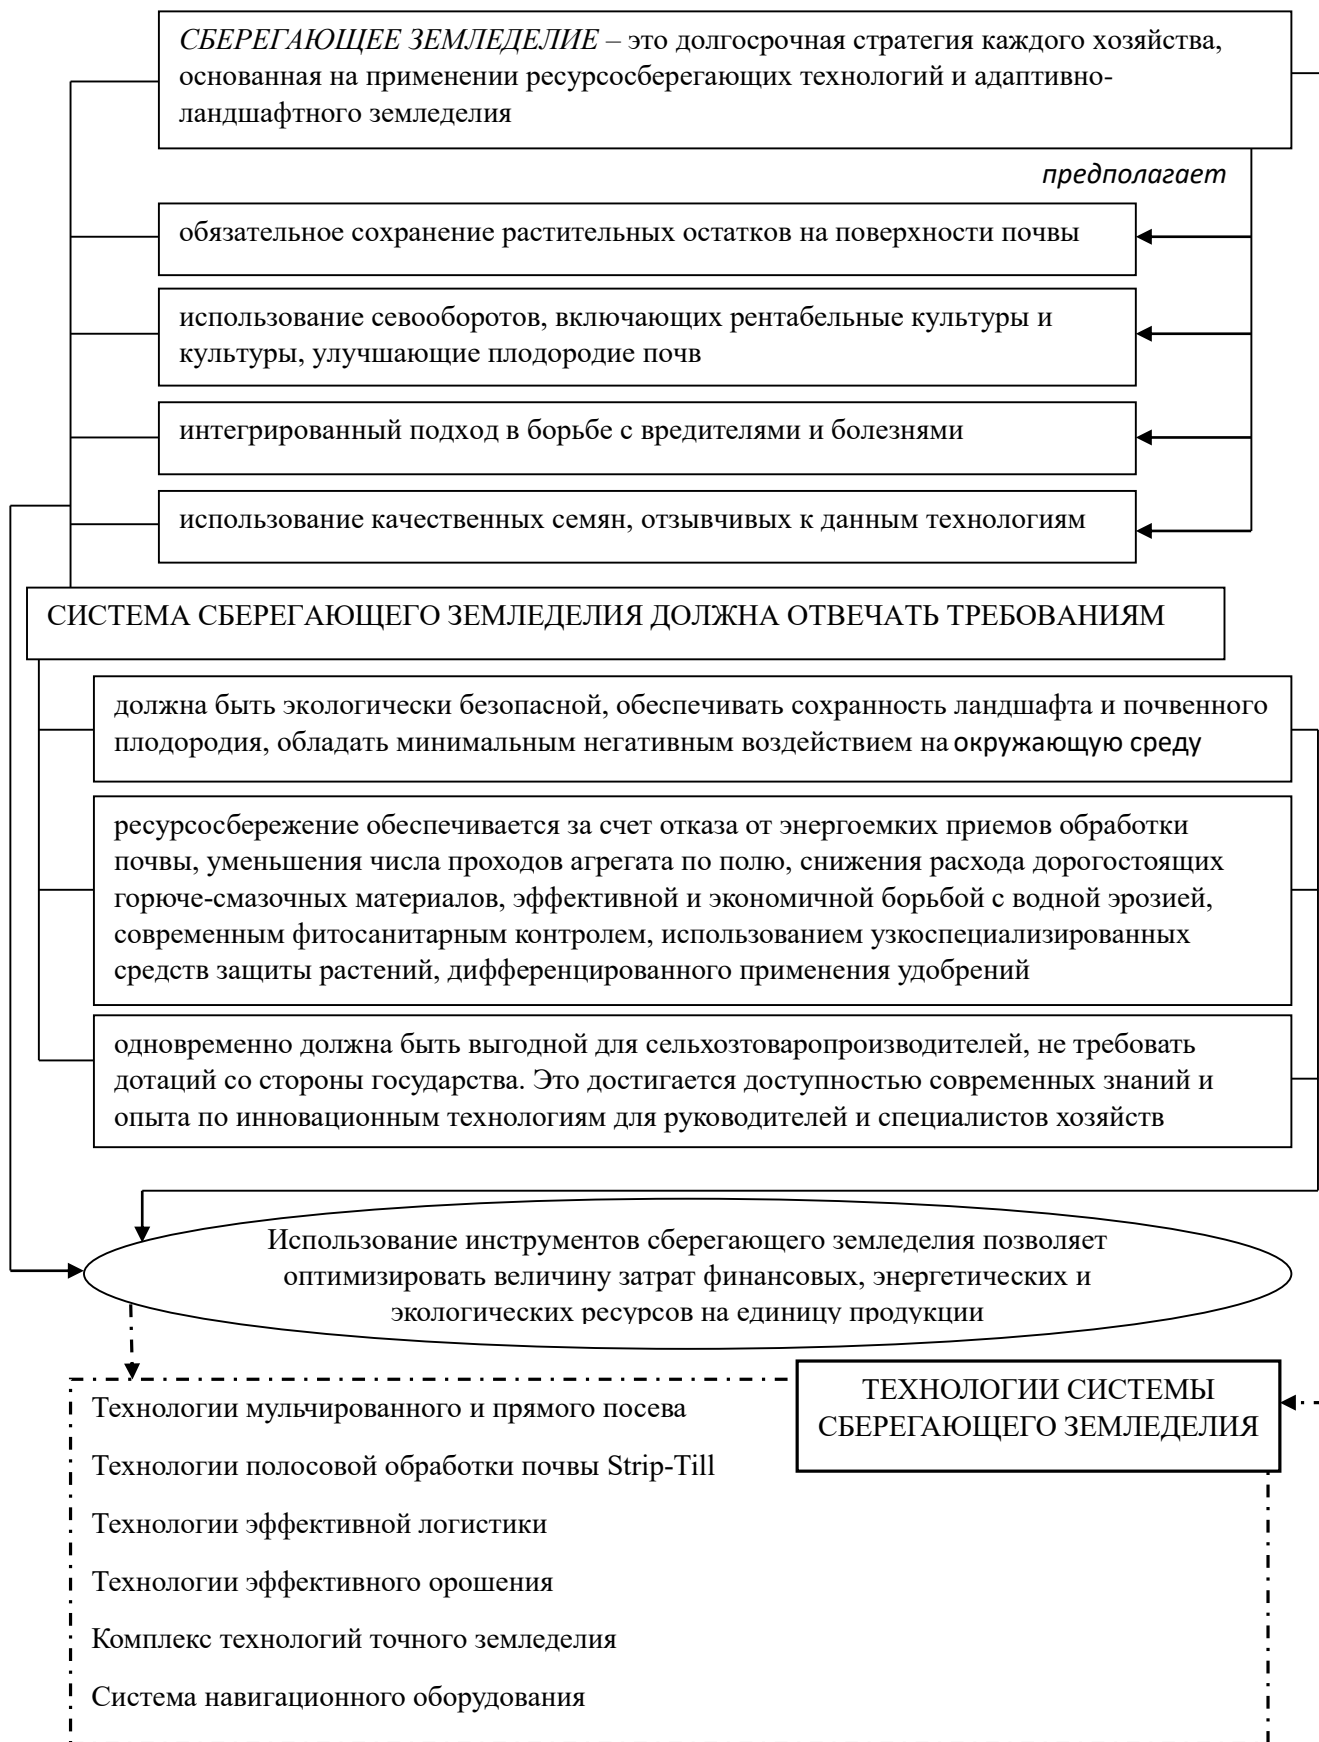 СБЕРЕГАЮЩЕЕ ЗЕМЛЕДЕЛИЕ – это долгосрочная стратегия каждого хозяйства,
основанная на применении ресурсосберегающих технологий и адаптивно-
ландшафтного земледелия
предполагает
обязательное сохранение растительных остатков на поверхности почвы
использование севооборотов, включающих рентабельные культуры и
культуры, улучшающие плодородие почв
интегрированный подход в борьбе с вредителями и болезнями
использование качественных семян, отзывчивых к данным технологиям
СИСТЕМА СБЕРЕГАЮЩЕГО ЗЕМЛЕДЕЛИЯ ДОЛЖНА ОТВЕЧАТЬ ТРЕБОВАНИЯМ
должна быть экологически безопасной, обеспечивать сохранность ландшафта и почвенного
плодородия, обладать минимальным негативным воздействием на окружающую среду
ресурсосбережение обеспечивается за счет отказа от энергоемких приемов обработки
почвы, уменьшения числа проходов агрегата по полю, снижения расхода дорогостоящих
горюче-смазочных материалов, эффективной и экономичной борьбой с водной эрозией,
современным фитосанитарным контролем, использованием узкоспециализированных
средств защиты растений, дифференцированного применения удобрений
одновременно должна быть выгодной для сельхозтоваропроизводителей, не требовать
дотаций со стороны государства. Это достигается доступностью современных знаний и
опыта по инновационным технологиям для руководителей и специалистов хозяйств
Использование инструментов сберегающего земледелия позволяет
оптимизировать величину затрат финансовых, энергетических и
экологических ресурсов на единицу продукции
ТЕХНОЛОГИИ СИСТЕМЫ
СБЕРЕГАЮЩЕГО ЗЕМЛЕДЕЛИЯ
Технологии мульчированного и прямого посева
Технологии полосовой обработки почвы Strip-Till
Технологии эффективной логистики
Технологии эффективного орошения
Комплекс технологий точного земледелия
Система навигационного оборудования